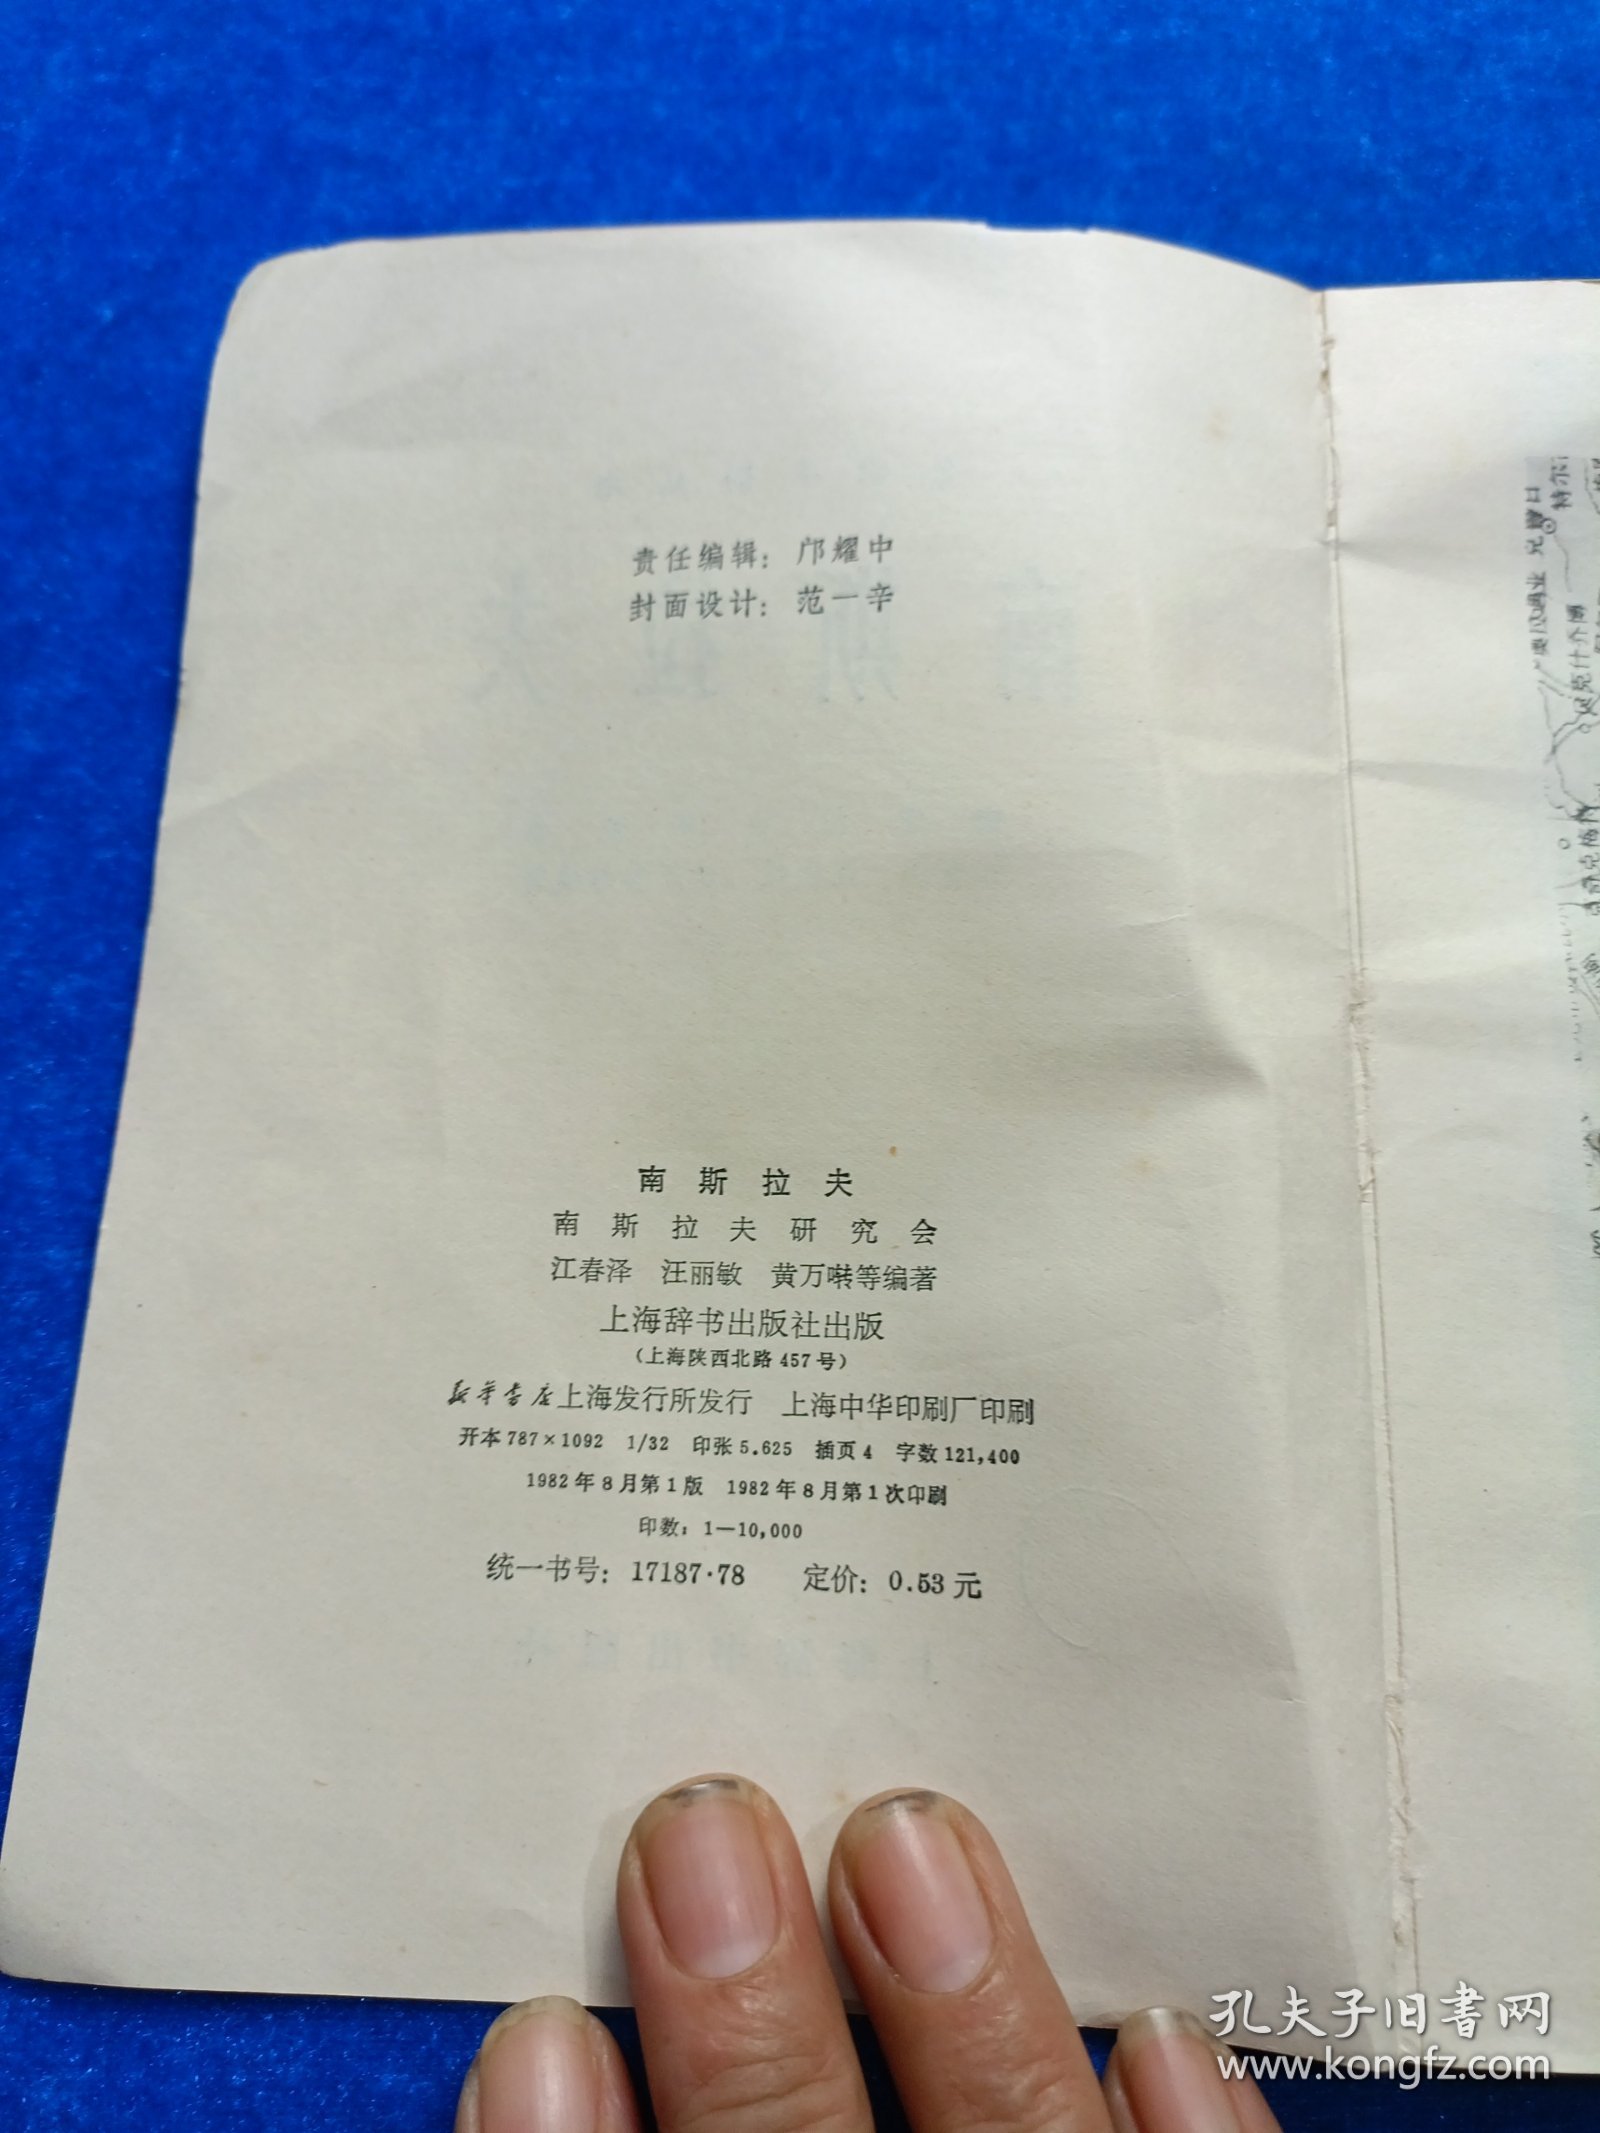 责任编辑：邝耀中
封面设计：范一辛
南斯拉夫
南斯拉夫研究会
江春泽 汪丽敏 黄万啭等编著
上海辞书出版社出版
（上海陕西北路457号）
新华书店上海发行所发行 上海中华印刷厂印刷
开本787×1092 1/32 印张5.625 插页4 字数121,400
1982年8月第1版 1982年8月第1次印刷
印数：1—10,000
统一书号：17187·78 定价：0.53元
孔夫子旧书网
www.kongfz.com